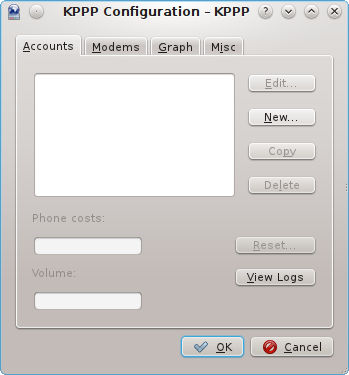 KPPP Configuration – KPPP
Accounts Modems Graph Misc
Edit...
New...
Copy
Delete
Phone costs:
Reset...
Volume:
View Logs
OK Cancel